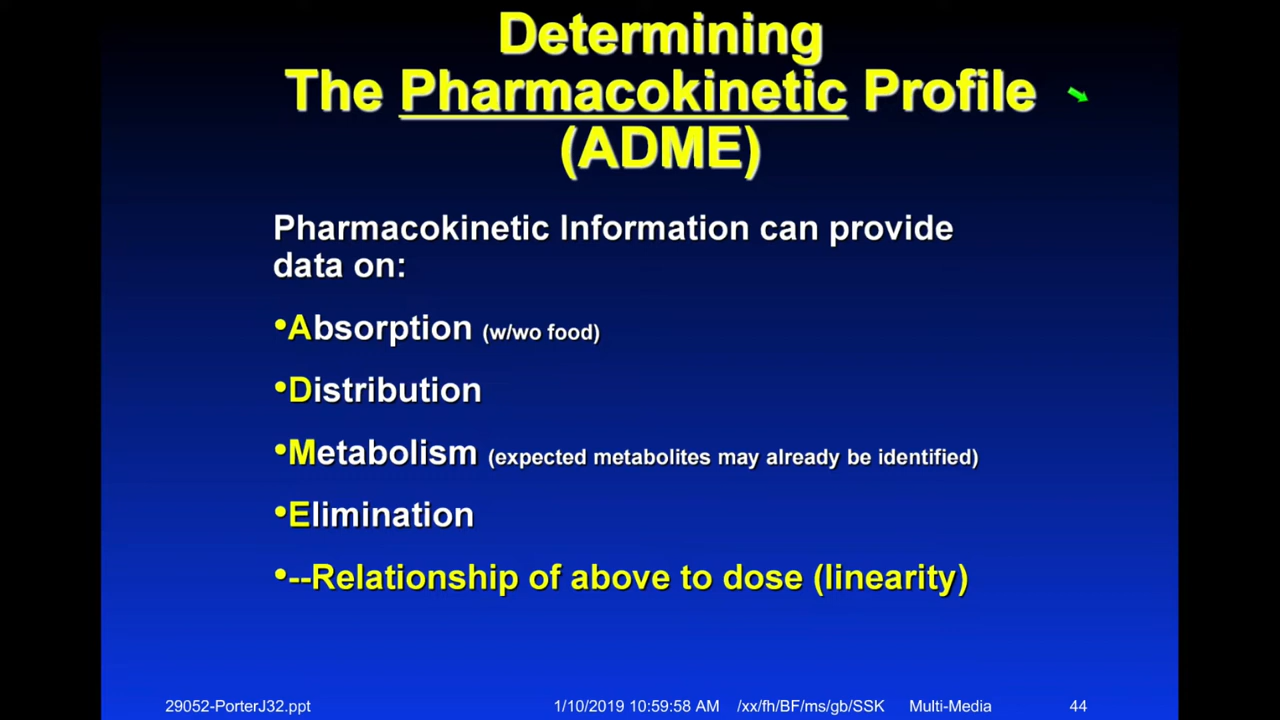 Determining
The Pharmacokinetic Profile
(ADME)
Pharmacokinetic Information can provide
data on:
•Absorption (w/wo food)
•Distribution
•Metabolism (expected metabolites may already be identified)
•Elimination
•--Relationship of above to dose (linearity)
29052-PorterJ32.ppt 1/10/2019 10:59:58 AM /xx/fh/BF/ms/gb/SSK Multi-Media 44